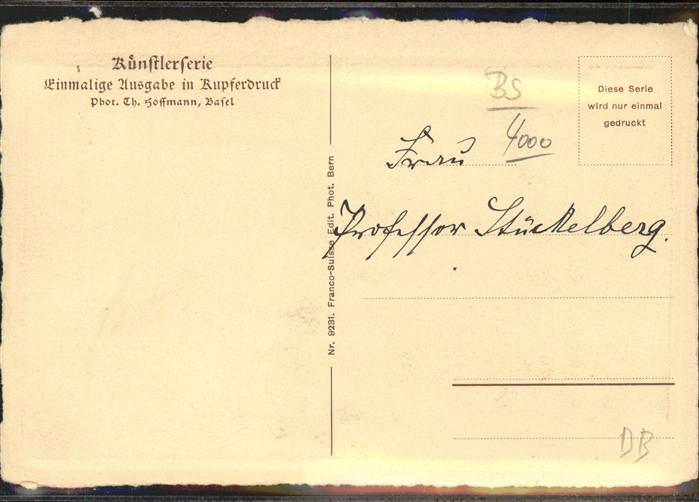 Künstlerserie
Einmalige Ausgabe in Kupferdruck
Phot. Th. Hoffmann, Basel
Nr. 9231. Franco-Suisse Edit. Phot. Bern
BS
4000
Diese Serie
wird nur einmal
gedruckt
Frau
Professor Stückelberg.
DB